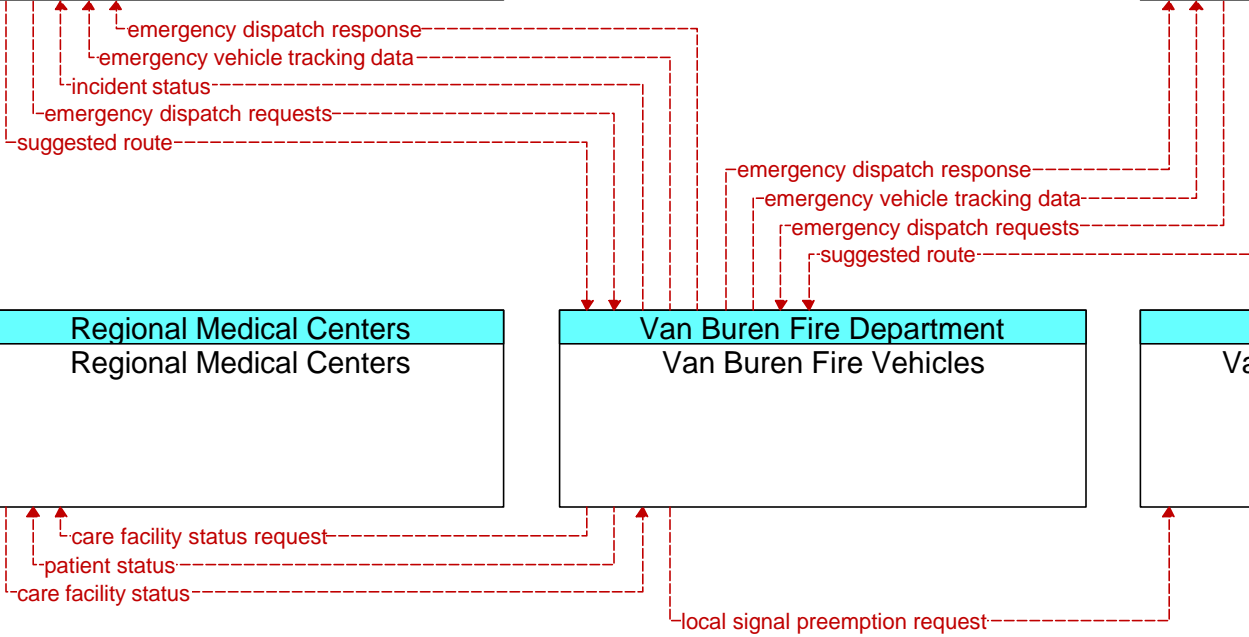 emergency dispatch response
emergency vehicle tracking data
incident status
emergency dispatch requests
suggested route
emergency dispatch response
emergency vehicle tracking data
emergency dispatch requests
suggested route
Regional Medical Centers
Regional Medical Centers
Van Buren Fire Department
Van Buren Fire Vehicles
Va
care facility status request
patient status
care facility status
local signal preemption request